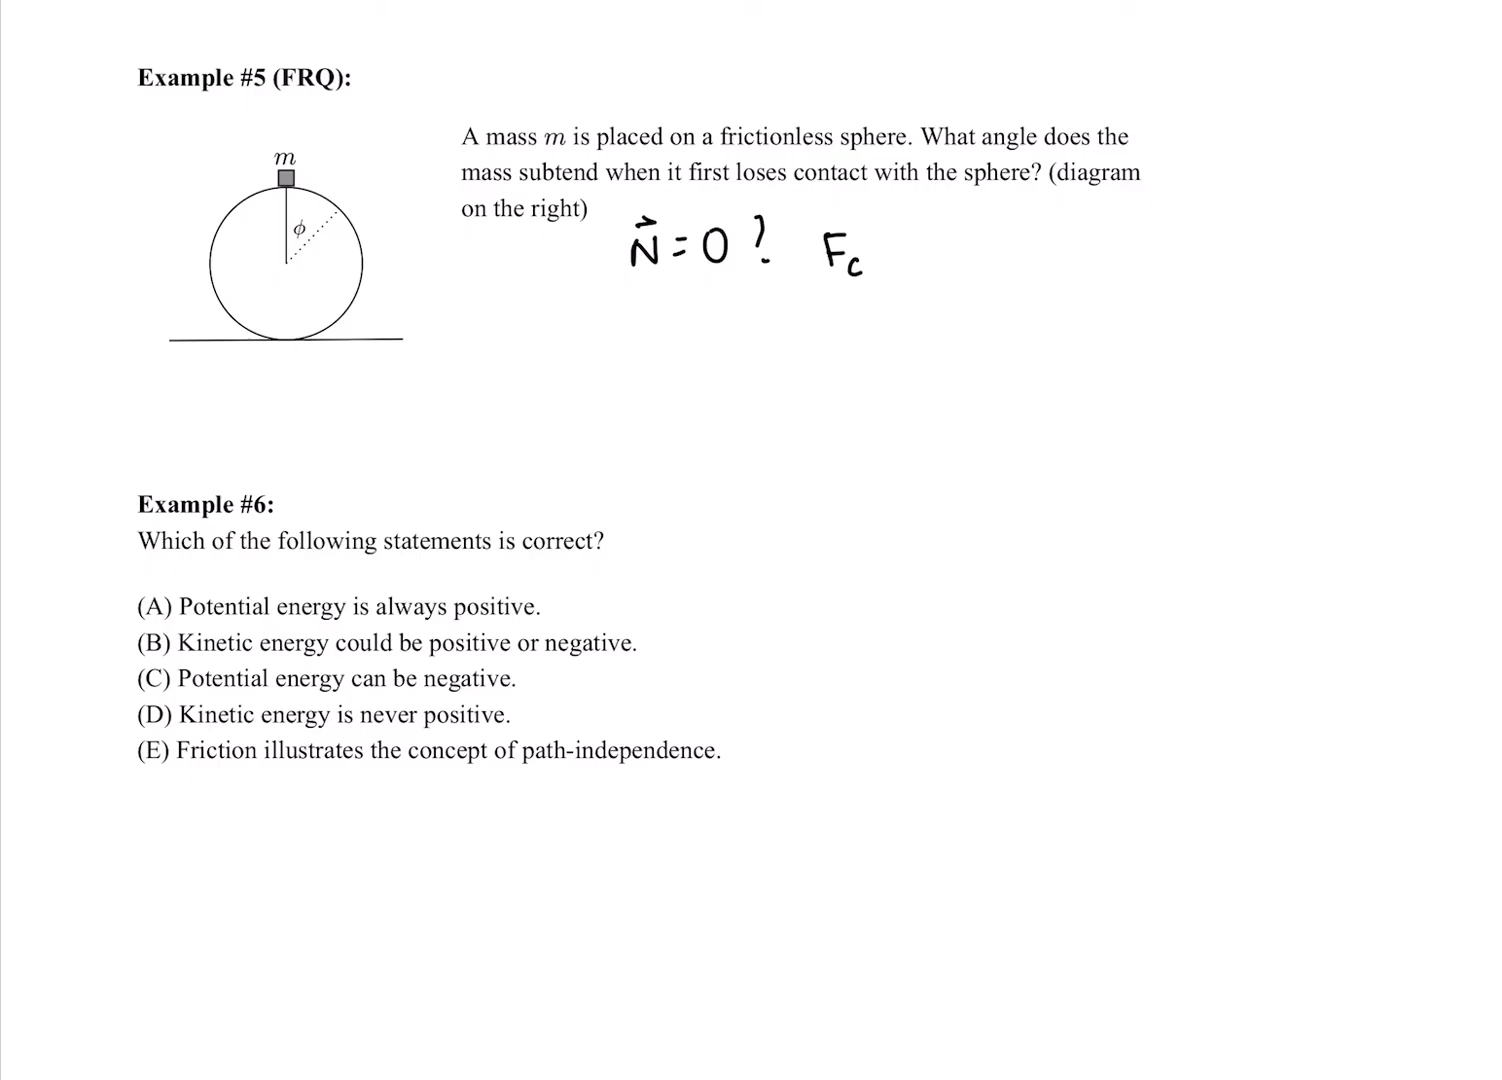 Example #5 (FRQ):
A mass m is placed on a frictionless sphere. What angle does the
m
mass subtend when it first loses contact with the sphere? (diagram
on the right)
ϕ
N⃗ = 0 ? Fc
Example #6:
Which of the following statements is correct?
(A) Potential energy is always positive.
(B) Kinetic energy could be positive or negative.
(C) Potential energy can be negative.
(D) Kinetic energy is never positive.
(E) Friction illustrates the concept of path-independence.